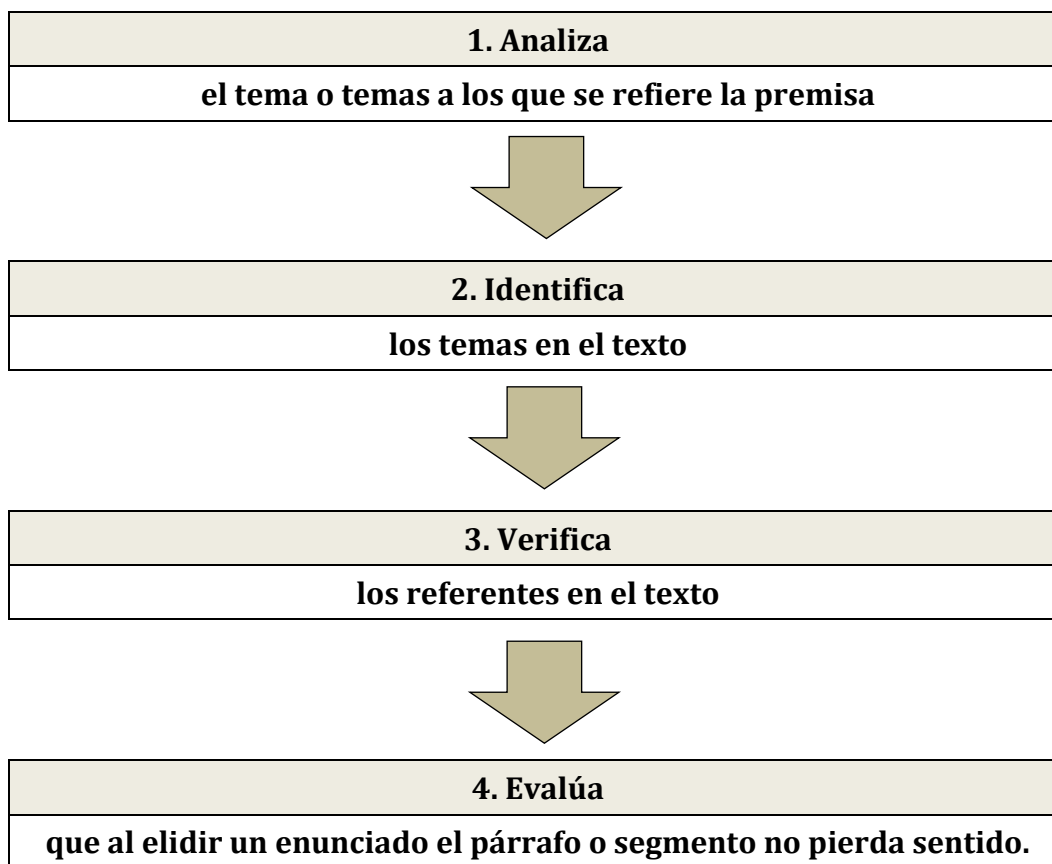 1. Analiza
el tema o temas a los que se refiere la premisa
2. Identifica
los temas en el texto
3. Verifica
los referentes en el texto
4. Evalúa
que al elidir un enunciado el párrafo o segmento no pierda sentido.